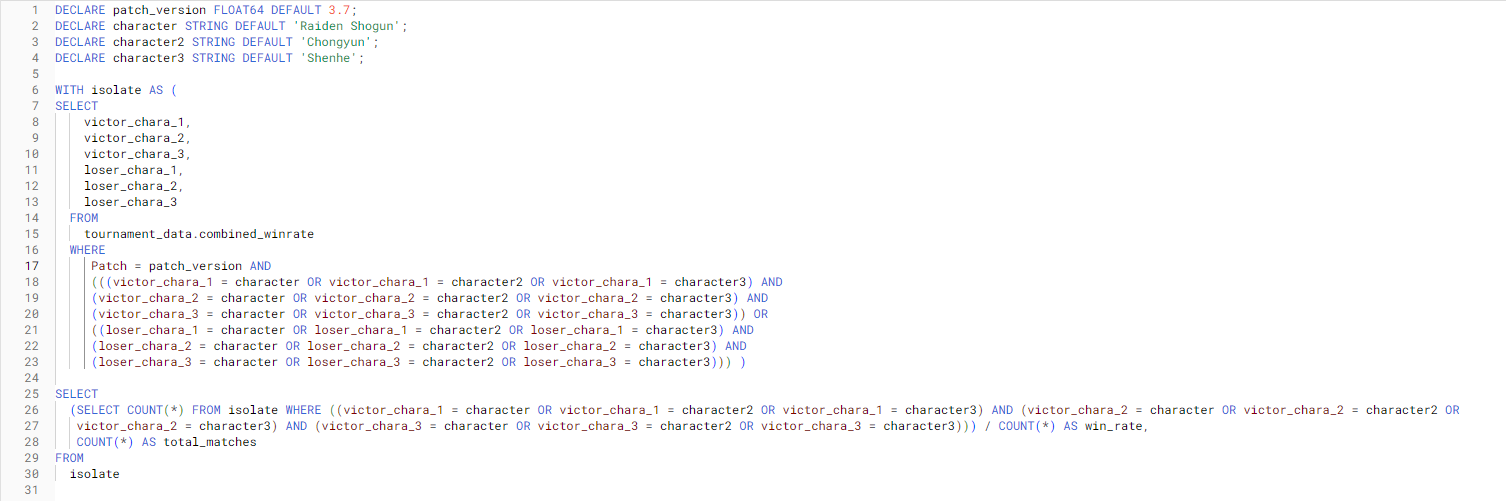 1 DECLARE patch_version FLOAT64 DEFAULT 3.7;
2 DECLARE character STRING DEFAULT 'Raiden Shogun';
3 DECLARE character2 STRING DEFAULT 'Chongyun';
4 DECLARE character3 STRING DEFAULT 'Shenhe';
5
6 WITH isolate AS (
7 SELECT
8 victor_chara_1,
9 victor_chara_2,
10 victor_chara_3,
11 loser_chara_1,
12 loser_chara_2,
13 loser_chara_3
14 FROM
15 tournament_data.combined_winrate
16 WHERE
17 Patch = patch_version AND
18 (((victor_chara_1 = character OR victor_chara_1 = character2 OR victor_chara_1 = character3) AND
19 (victor_chara_2 = character OR victor_chara_2 = character2 OR victor_chara_2 = character3) AND
20 (victor_chara_3 = character OR victor_chara_3 = character2 OR victor_chara_3 = character3)) OR
21 ((loser_chara_1 = character OR loser_chara_1 = character2 OR loser_chara_1 = character3) AND
22 (loser_chara_2 = character OR loser_chara_2 = character2 OR loser_chara_2 = character3) AND
23 (loser_chara_3 = character OR loser_chara_3 = character2 OR loser_chara_3 = character3))) )
24
25 SELECT
26 (SELECT COUNT(*) FROM isolate WHERE ((victor_chara_1 = character OR victor_chara_1 = character2 OR victor_chara_1 = character3) AND (victor_chara_2 = character OR victor_chara_2 = character2 OR
27 victor_chara_2 = character3) AND (victor_chara_3 = character OR victor_chara_3 = character2 OR victor_chara_3 = character3))) / COUNT(*) AS win_rate,
28 COUNT(*) AS total_matches
29 FROM
30 isolate
31